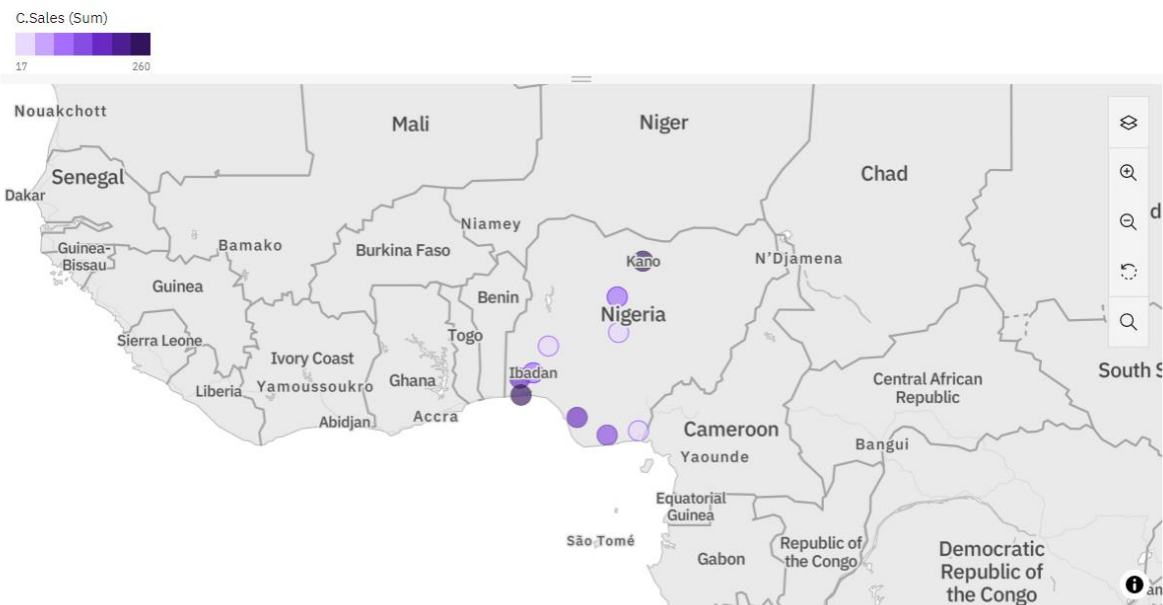 C.Sales (Sum)
17
260
Nouakchott
Mali
Niger
Chad
Senegal
Dakar
Niamey
Guinea-
Bissau
Bamako
Burkina Faso
N'Djamena
Kano
Guinea
Benin
Nigeria
Sierra Leone
Togo
Ivory Coast
Ibadan
South S
Liberia
Yamoussoukro
Ghana
Central African
Republic
Abidjan
Accra
Cameroon
Bangui
Yaounde
Equatorial
Guinea
São Tomé
Republic of
the Congo
Gabon
Democratic
Republic of
the Congo